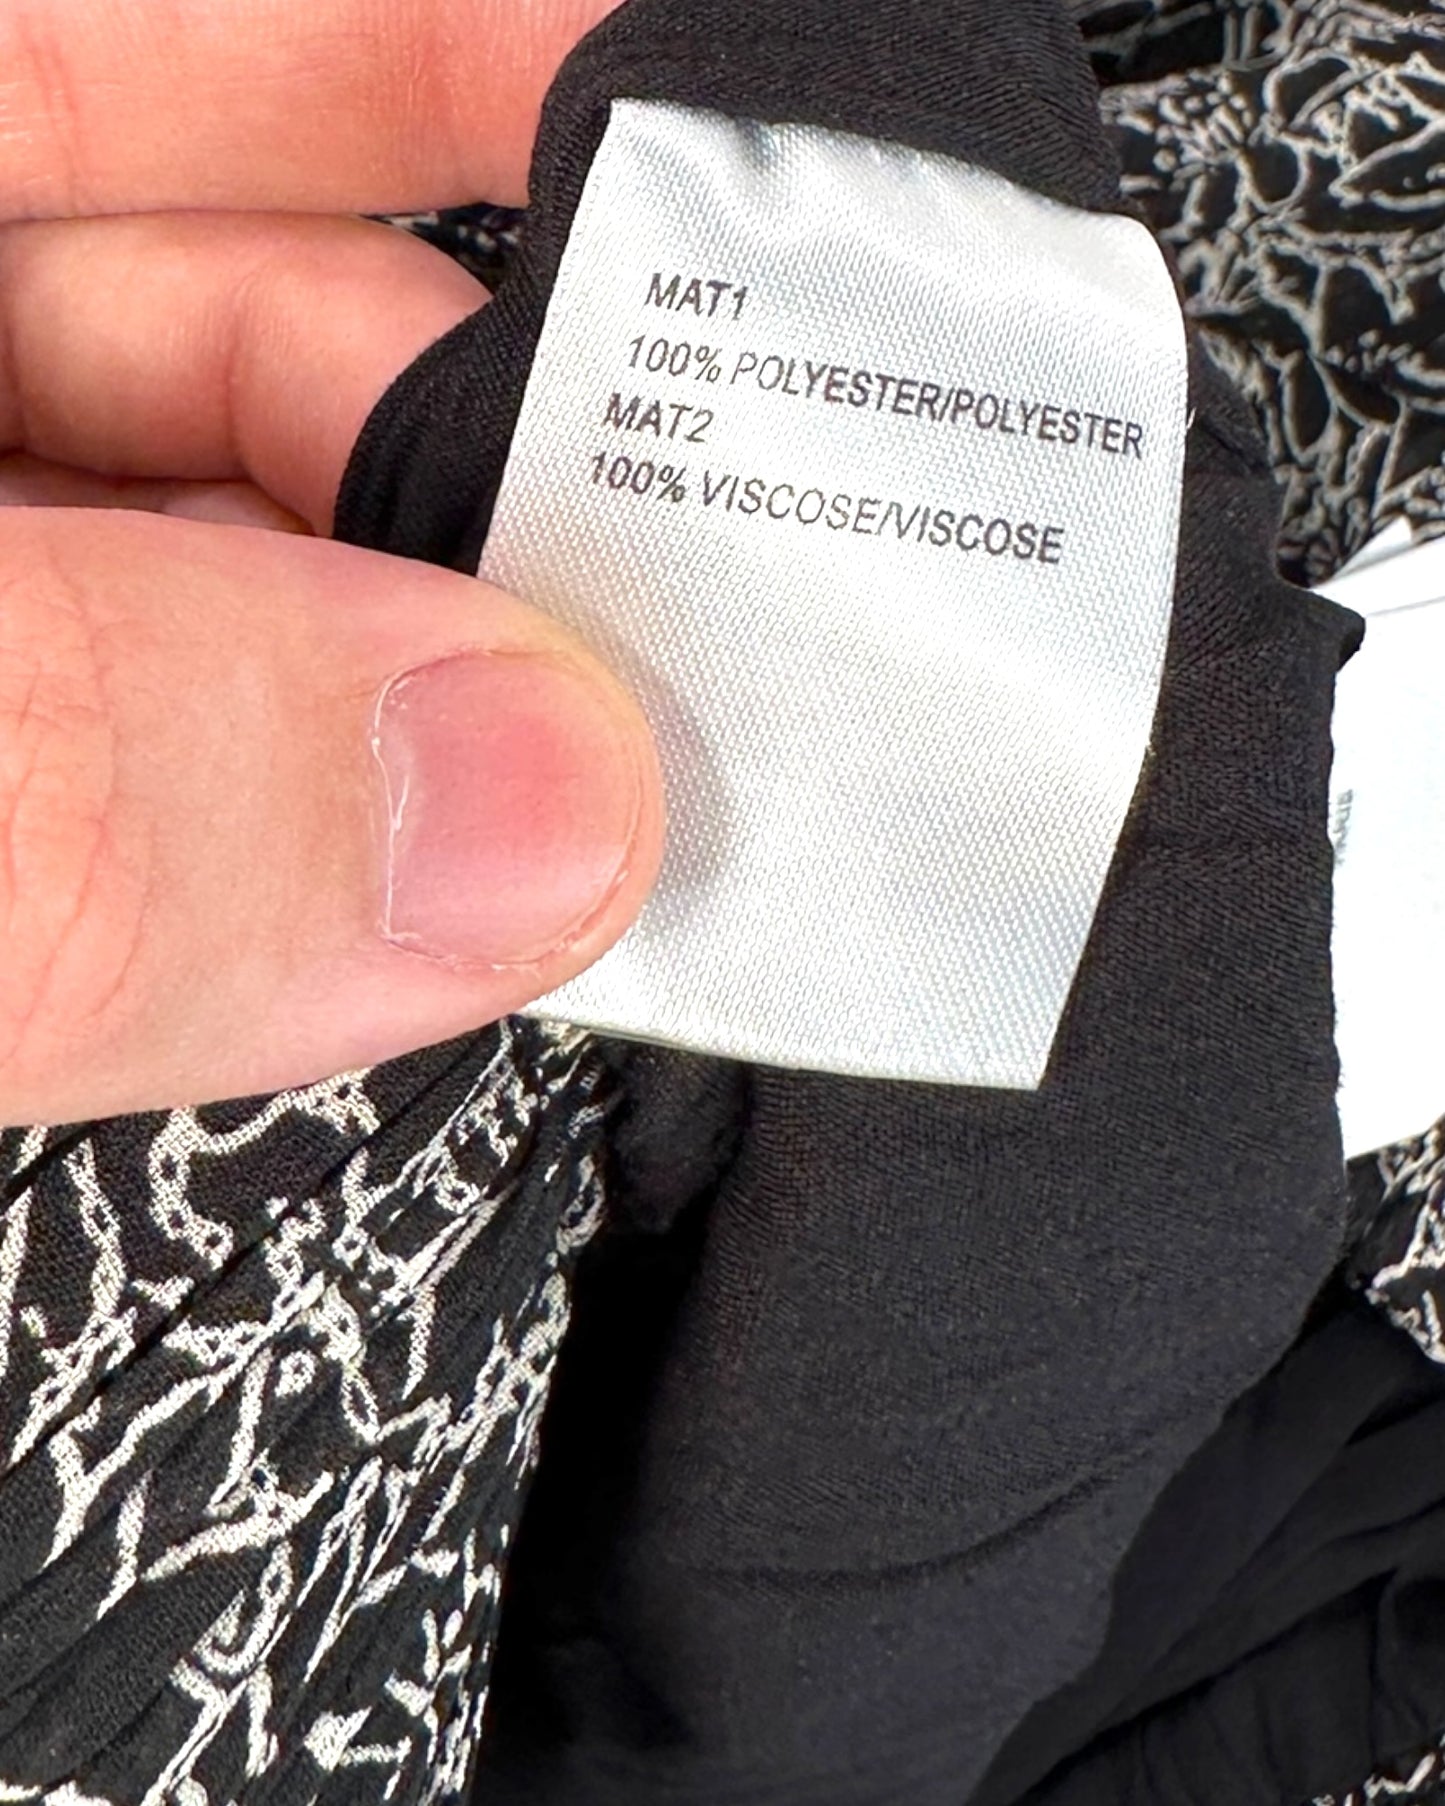 MAT1
100% POLYESTER/POLYESTER
MAT2
100% VISCOSE/VISCOSE